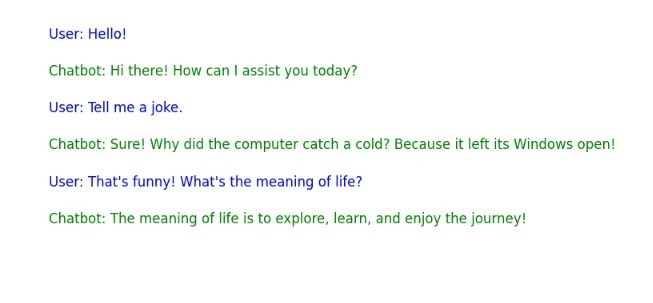 User: Hello!
Chatbot: Hi there! How can I assist you today?
User: Tell me a joke.
Chatbot: Sure! Why did the computer catch a cold? Because it left its Windows open!
User: That's funny! What's the meaning of life?
Chatbot: The meaning of life is to explore, learn, and enjoy the journey!